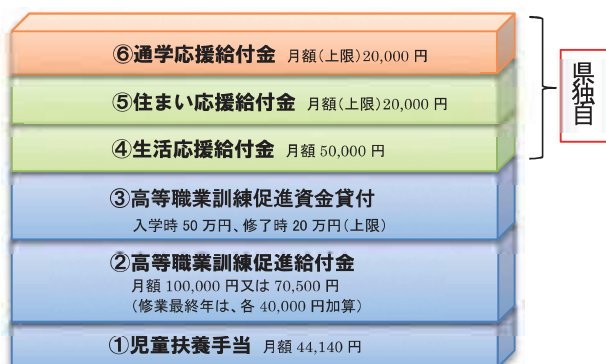 ⑥通学応援給付金 月額(上限)20,000 円
⑤住まい応援給付金 月額(上限)20,000 円
④生活応援給付金 月額 50,000 円
県独自
③高等職業訓練促進資金貸付
入学時 50 万円、修了時 20 万円(上限)
②高等職業訓練促進給付金
月額 100,000 円又は 70,500 円
(修業最終年は、各 40,000 円加算)
①児童扶養手当 月額 44,140 円